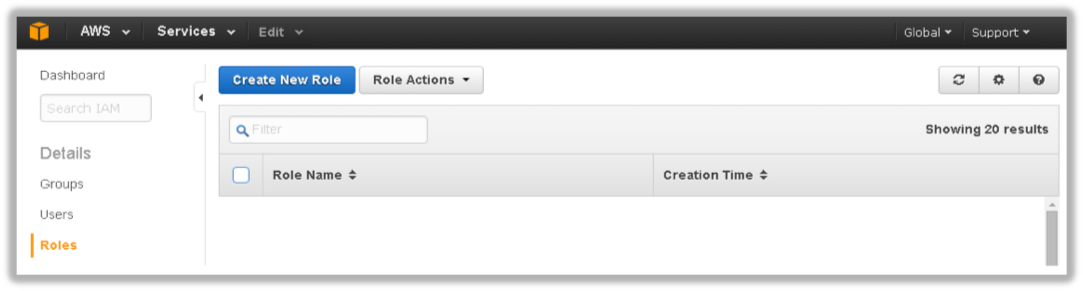 AWS Services Edit Global Support
Dashboard
Search IAM
Details
Groups
Users
Roles
Create New Role Role Actions
Filter
Showing 20 results
Role Name Creation Time